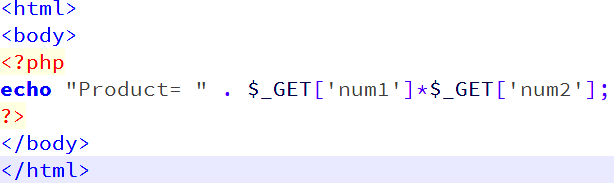 <html>
<body>
<?php
echo "Product= " . $_GET['num1']*$_GET['num2'];
?>
</body>
</html>